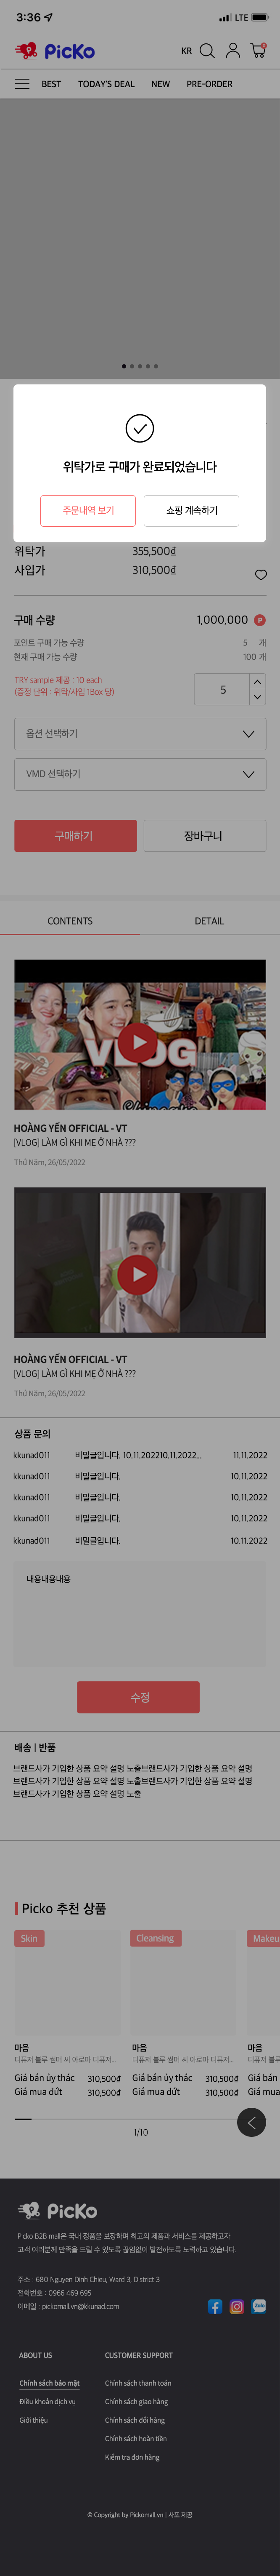 3:36
LTE
PicKo
KR
BEST TODAY'S DEAL NEW PRE-ORDER
위탁가로 구매가 완료되었습니다
주문내역 보기 쇼핑 계속하기
위탁가 355,500₫
사입가 310,500₫
구매 수량 1,000,000 P
포인트 구매 가능 수량 5 개
현재 구매 가능 수량 100 개
TRY sample 제공 : 10 each
(증정 단위 : 위탁/사입 1Box 당)
5
옵션 선택하기
VMD 선택하기
구매하기 장바구니
CONTENTS DETAIL
VLOG
HOÀNG YẾN OFFICIAL - VT
[VLOG] LÀM GÌ KHI MẸ Ở NHÀ ???
Thứ Năm, 26/05/2022
HOÀNG YẾN OFFICIAL - VT
[VLOG] LÀM GÌ KHI MẸ Ở NHÀ ???
Thứ Năm, 26/05/2022
상품 문의
kkunad011 비밀글입니다. 10.11.202210.11.2022... 11.11.2022
kkunad011 비밀글입니다. 10.11.2022
kkunad011 비밀글입니다. 10.11.2022
kkunad011 비밀글입니다. 10.11.2022
kkunad011 비밀글입니다. 10.11.2022
내용내용내용
수정
배송 | 반품
브랜드사가 기입한 상품 요약 설명 노출브랜드사가 기입한 상품 요약 설명
브랜드사가 기입한 상품 요약 설명 노출브랜드사가 기입한 상품 요약 설명
브랜드사가 기입한 상품 요약 설명 노출
Picko 추천 상품
Skin Cleansing Makeu
마음 마음 마음
디퓨저 블루 썸머 씨 아로마 디퓨저... 디퓨저 블루 썸머 씨 아로마 디퓨저... 디퓨저 블루
Giá bán ủy thác 310,500₫ Giá bán ủy thác 310,500₫ Giá bán
Giá mua đứt 310,500₫ Giá mua đứt 310,500₫ Giá mua
1/10
PicKo
Picko B2B mall은 국내 정품을 보장하며 최고의 제품과 서비스를 제공하고자
고객 여러분께 만족을 드릴 수 있도록 끊임없이 발전하도록 노력하고 있습니다.
주소 : 680 Nguyen Dinh Chieu, Ward 3, District 3
전화번호 : 0966 469 695
이메일 : pickomall.vn@kkunad.com
Zalo
ABOUT US CUSTOMER SUPPORT
Chính sách bảo mật Chính sách thanh toán
Điều khoản dịch vụ Chính sách giao hàng
Giới thiệu Chính sách đổi hàng
Chính sách hoàn tiền
Kiểm tra đơn hàng
© Copyright by Pickomall.vn | 사포 제공